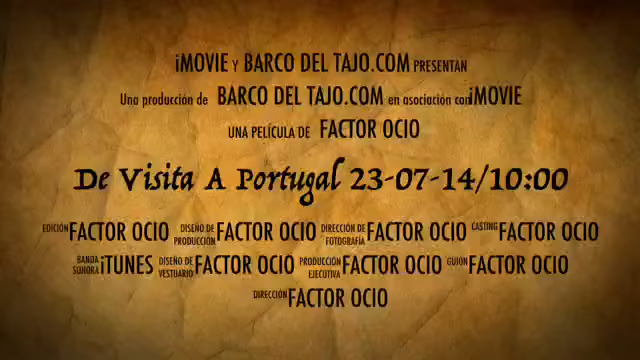 iMOVIE Y BARCO DEL TAJO.COM PRESENTAN
Una producción de BARCO DEL TAJO.COM en asociación con iMOVIE
UNA PELÍCULA DE FACTOR OCIO
De Visita A Portugal 23-07-14/10:00
EDICIÓN FACTOR OCIO DISEÑO DE PRODUCCIÓN FACTOR OCIO DIRECCIÓN DE FOTOGRAFÍA FACTOR OCIO CASTING FACTOR OCIO
BANDA SONORA iTUNES DISEÑO DE VESTUARIO FACTOR OCIO PRODUCCIÓN EJECUTIVA FACTOR OCIO GUIÓN FACTOR OCIO
DIRECCIÓN FACTOR OCIO